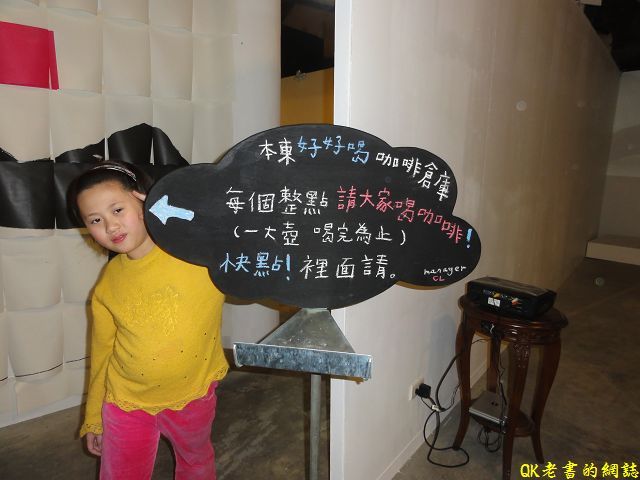 本東好好喝咖啡倉庫
每個整點請大家喝咖啡!
(一大壺 喝完為止)
快點!裡面請。
manager
CL
QK老書的網誌